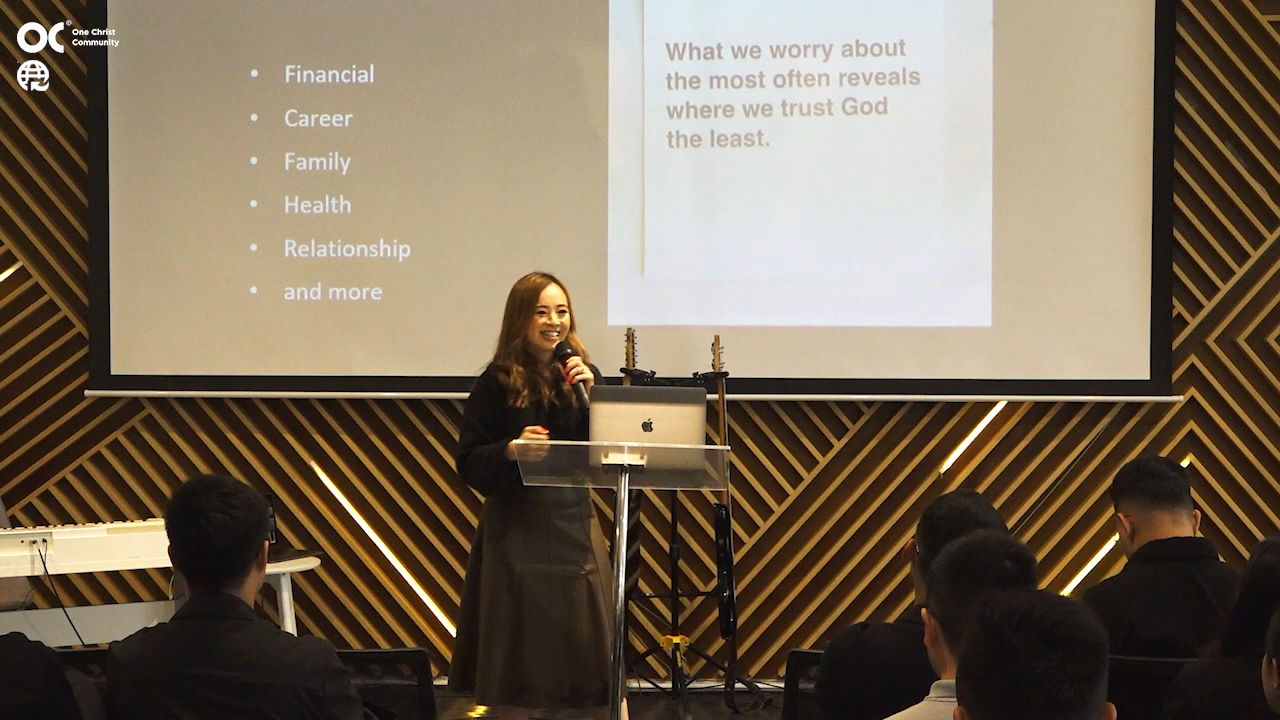 OC®
One Christ
Community
• Financial
• Career
• Family
• Health
• Relationship
• and more
What we worry about
the most often reveals
where we trust God
the least.